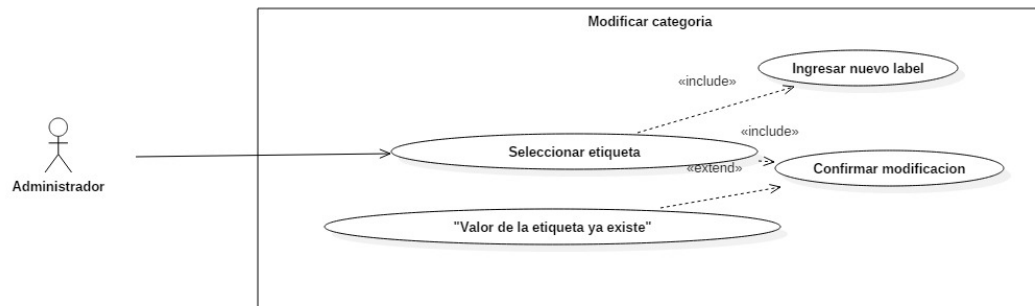 Modificar categoria
Ingresar nuevo label
«include»
«include»
Seleccionar etiqueta
«extend»
Confirmar modificacion
Administrador
"Valor de la etiqueta ya existe"